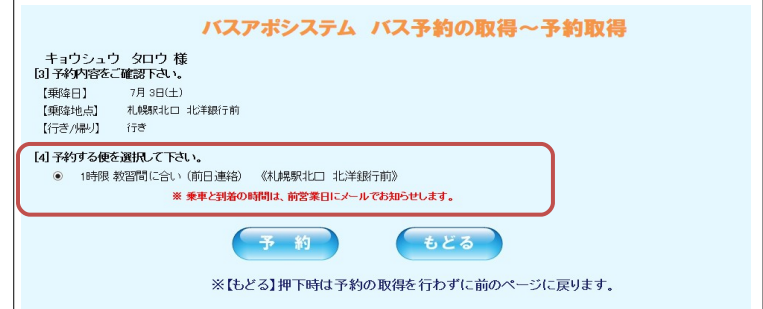 バスアポシステム バス予約の取得～予約取得
キョウシュウ タロウ 様
[3] 予約内容をご確認下さい。
【乗降日】 7月 3日(土)
【乗降地点】 札幌駅北口 北洋銀行前
【行き/帰り】 行き
[4] 予約する便を選択して下さい。
1時限 教習間に合い (前日連絡) 《札幌駅北口 北洋銀行前》
※ 乗車と到着の時間は、前営業日にメールでお知らせします。
予 約 もどる
※【もどる】押下時は予約の取得を行わずに前のページに戻ります。